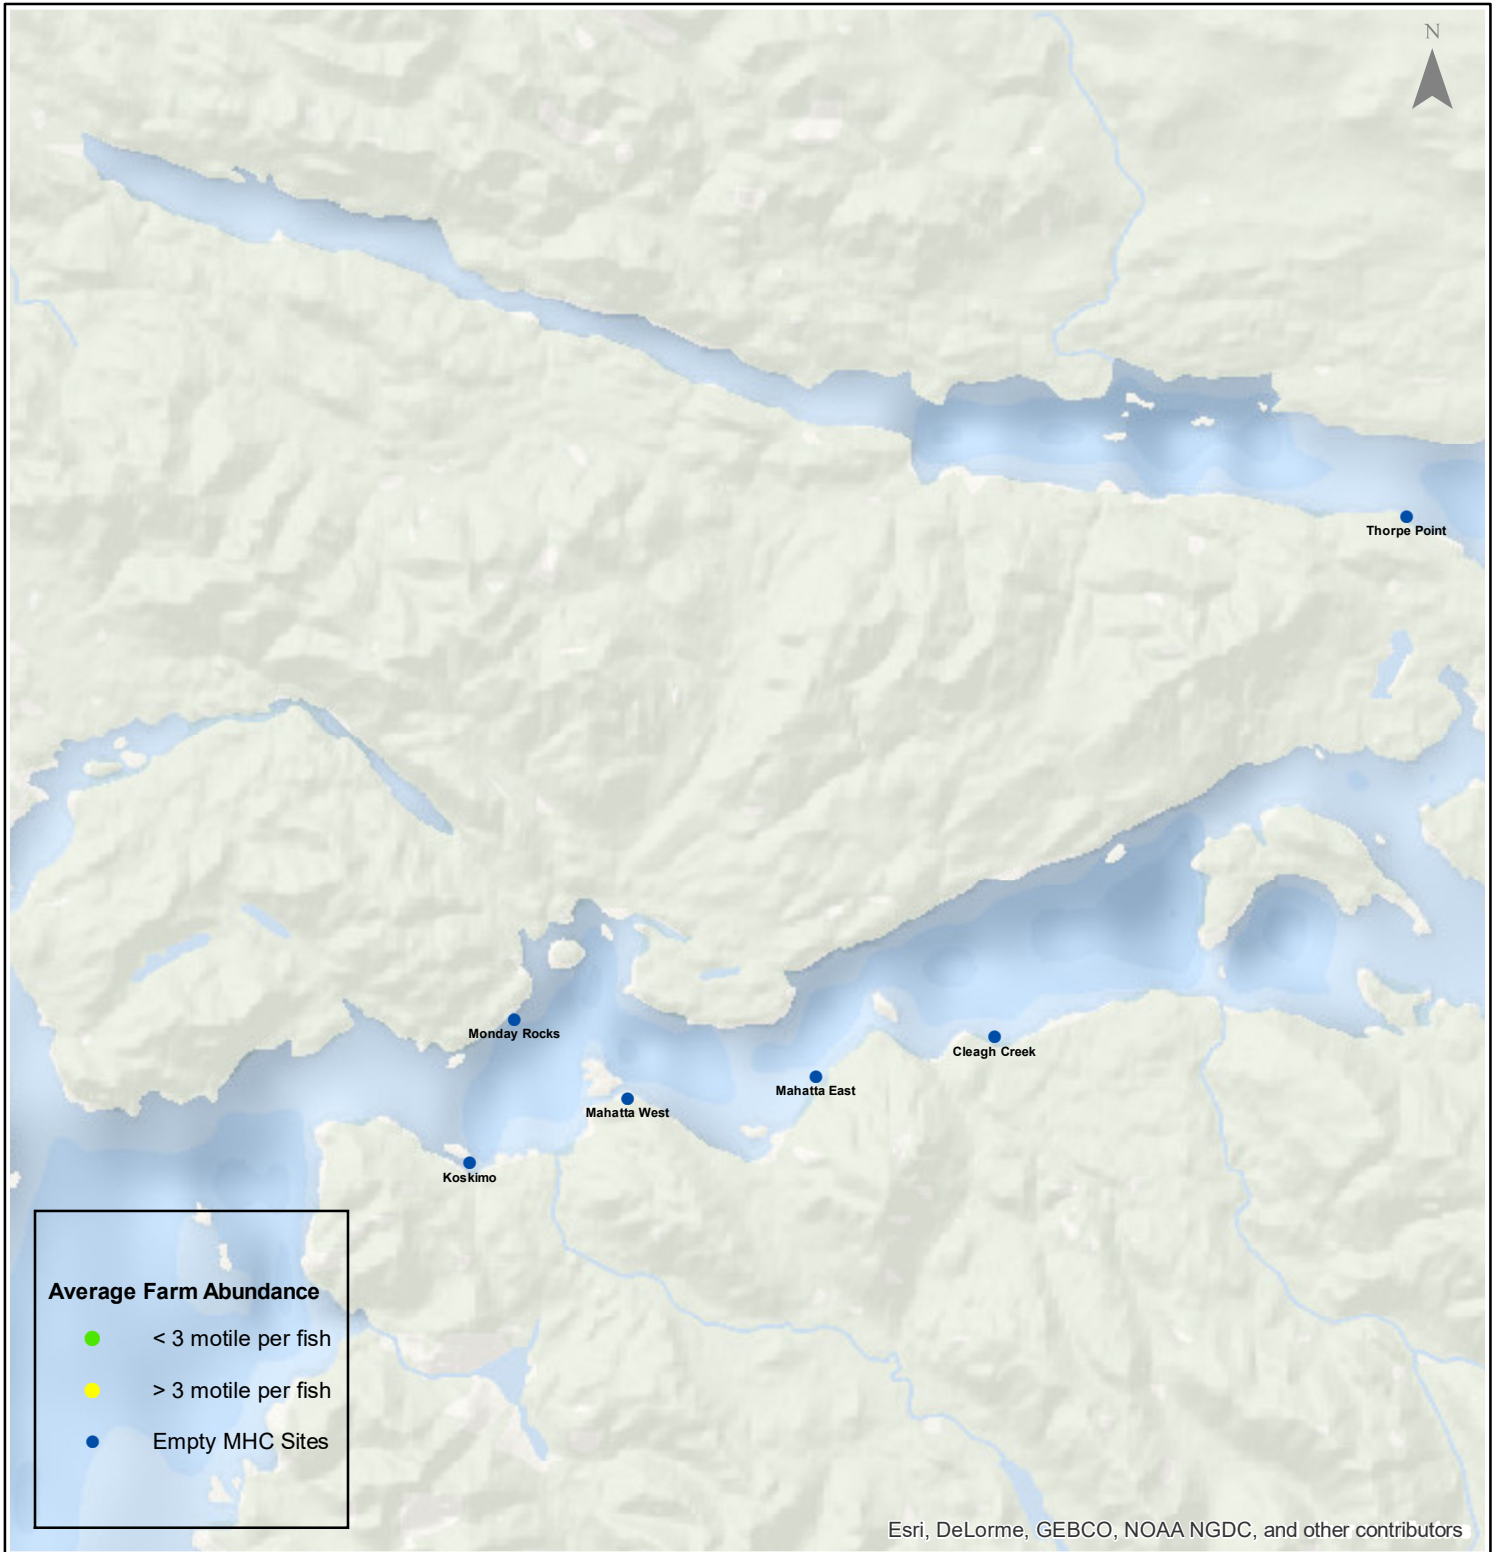 N
Thorpe Point
Monday Rocks
Cleagh Creek
Mahatta East
Mahatta West
Koskimo
Average Farm Abundance
< 3 motile per fish
> 3 motile per fish
Empty MHC Sites
Esri, DeLorme, GEBCO, NOAA NGDC, and other contributors